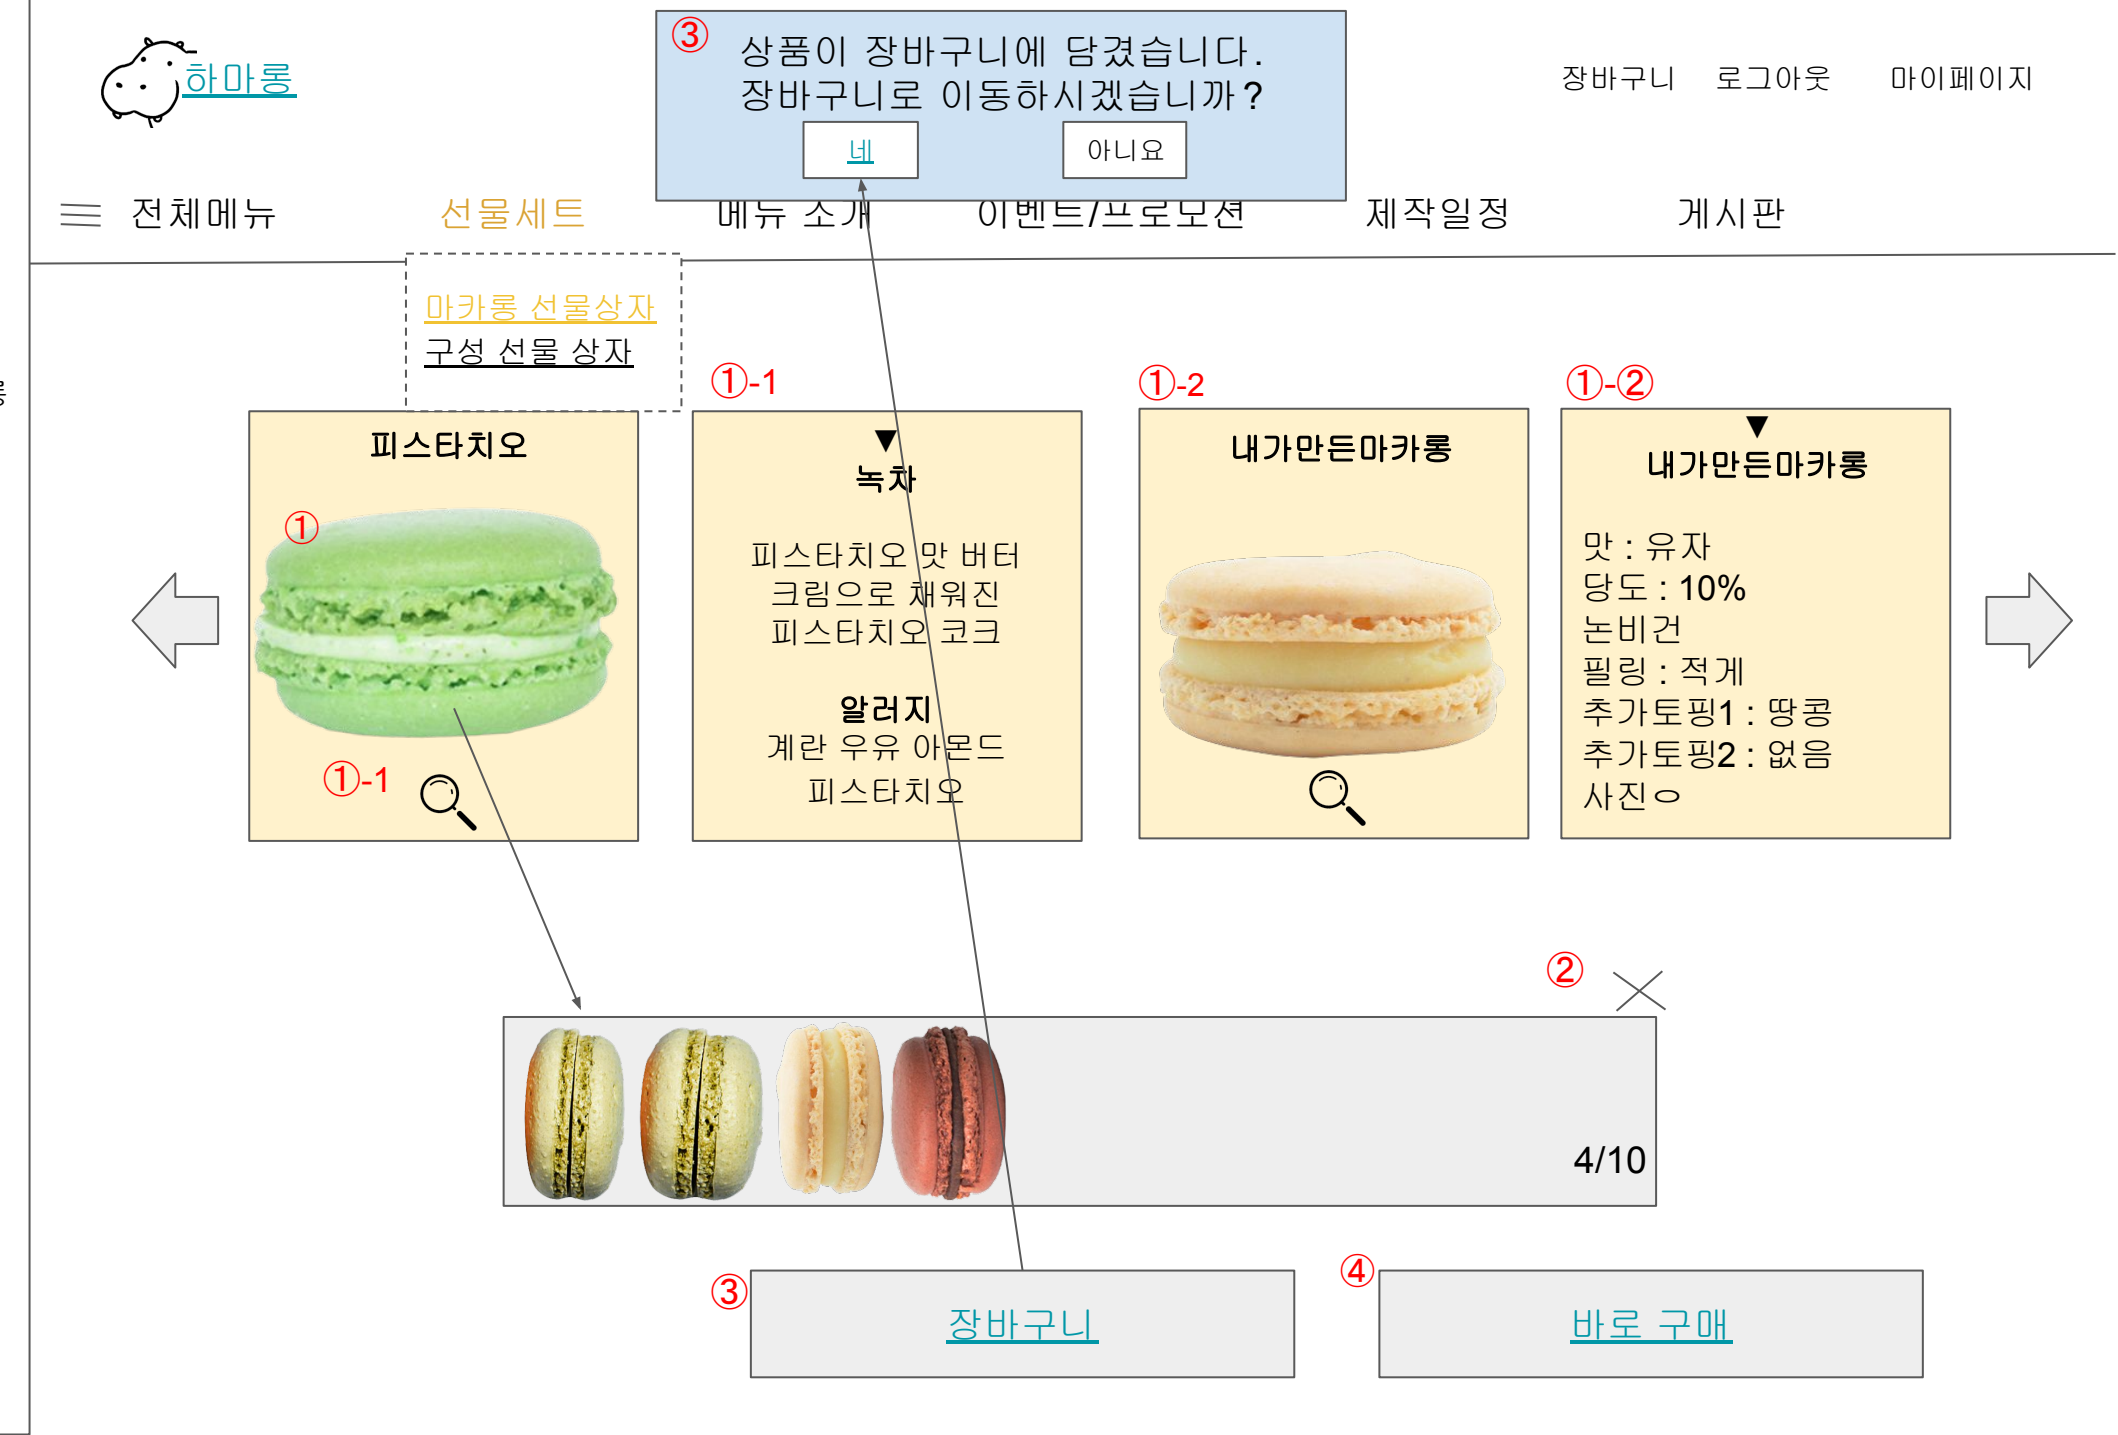 ③
상품이 장바구니에 담겼습니다.
장바구니로 이동하시겠습니까?
네
아니요
하마롱
장바구니 로그아웃 마이페이지
전체메뉴 선물세트 메뉴 소개 이벤트/프로모션 제작일정 게시판
마카롱 선물상자
구성 선물 상자
롱
피스타치오
①
①-1
①-1
▼
녹차
피스타치오 맛 버터
크림으로 채워진
피스타치오 코크
알러지
계란 우유 아몬드
피스타치오
①-2
내가만든마카롱
①-②
▼
내가만든마카롱
맛 : 유자
당도 : 10%
논비건
필링 : 적게
추가토핑1 : 땅콩
추가토핑2 : 없음
사진ㅇ
②
4/10
③
장바구니
④
바로 구매